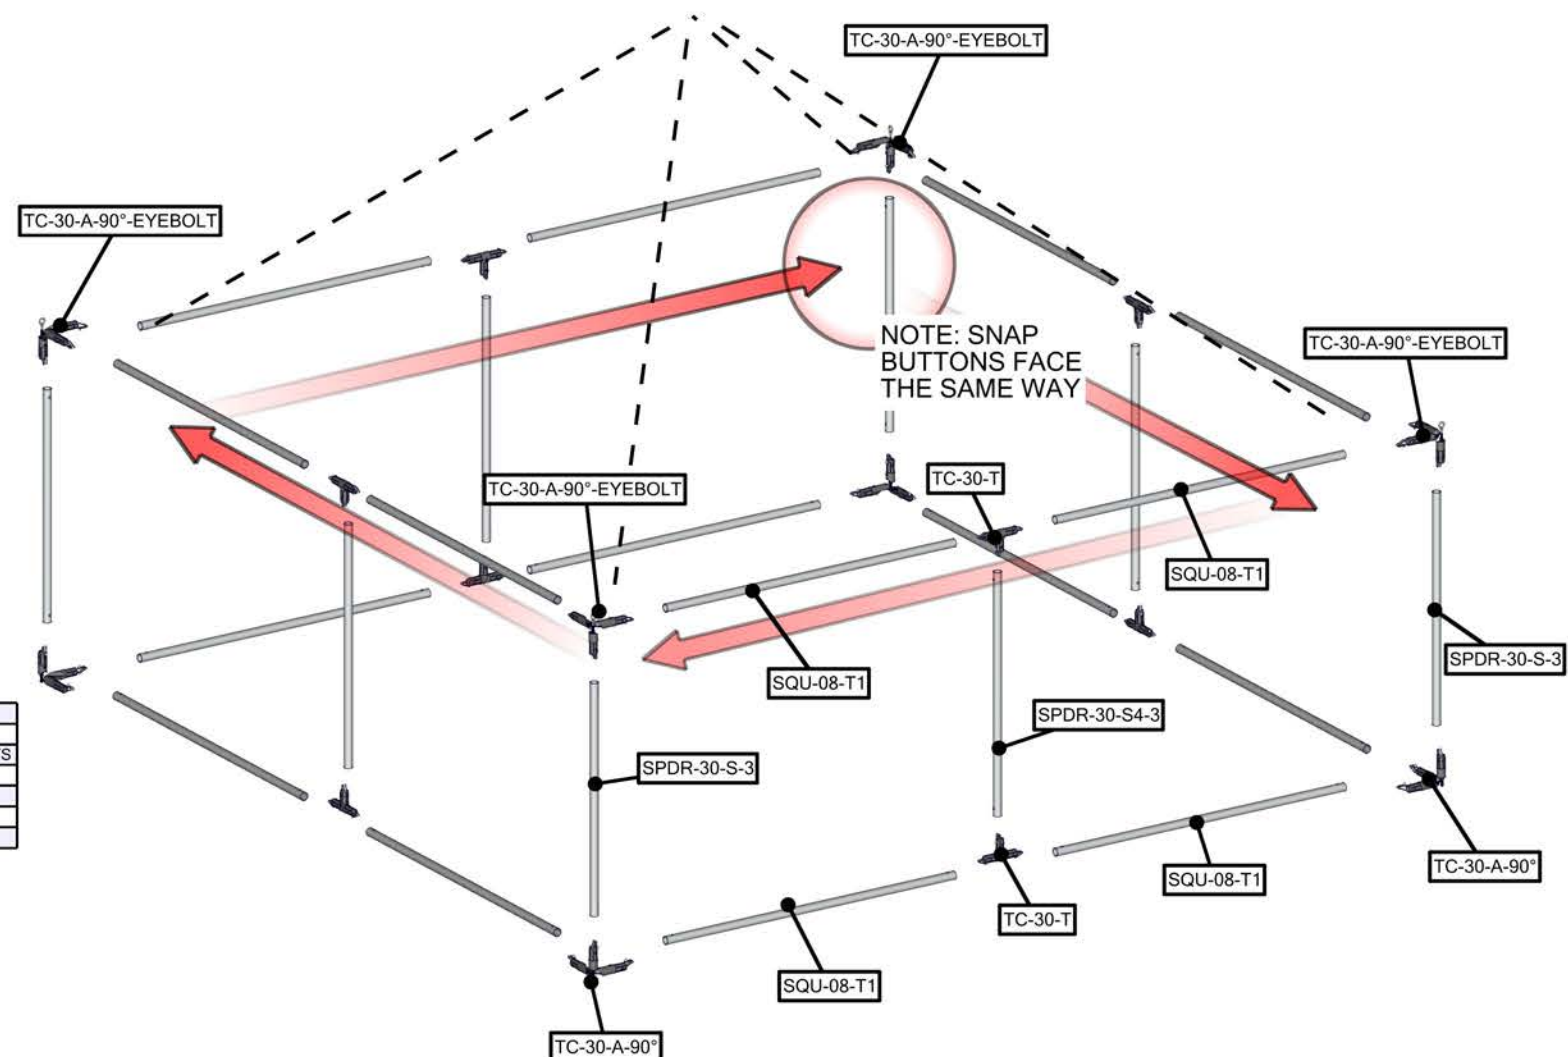 TC-30-A-90°-EYEBOLT
TC-30-A-90°-EYEBOLT
TC-30-A-90°-EYEBOLT
NOTE: SNAP
BUTTONS FACE
THE SAME WAY
TC-30-A-90°-EYEBOLT
TC-30-T
SQU-08-T1
SPDR-30-S-3
SQU-08-T1
SPDR-30-S4-3
SPDR-30-S-3
TC-30-A-90°
SQU-08-T1
TC-30-T
SQU-08-T1
TC-30-A-90°